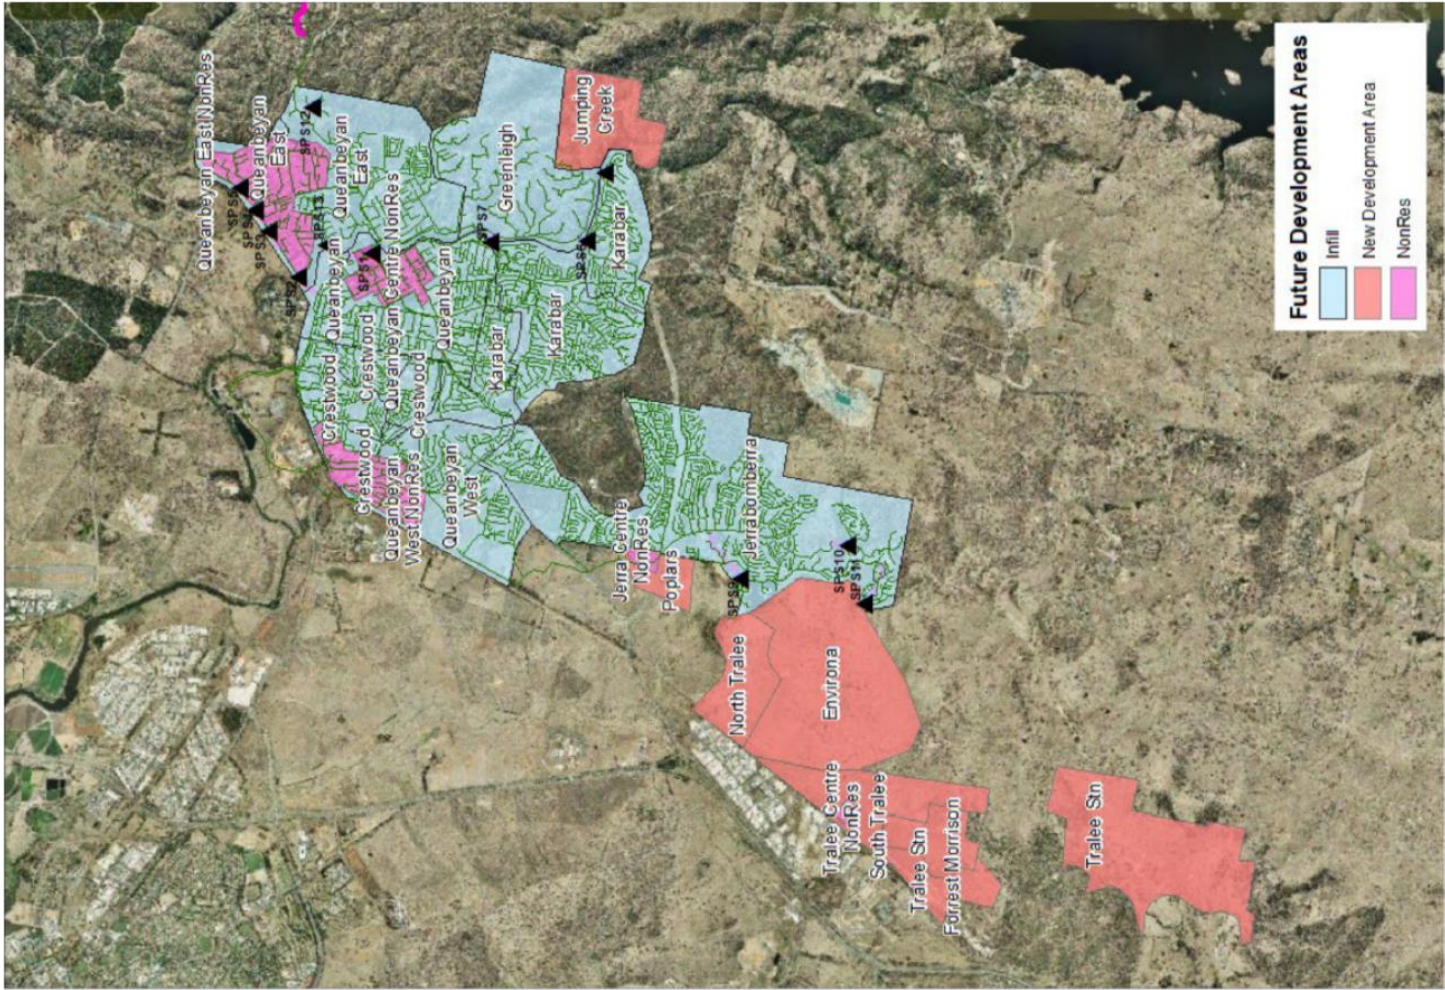 Queanbeyan East NonRes
Queanbeyan
East
SPS12
SPS2
Queanbeyan
East
Queanbeyan
Queanbeyan Centre NonRes
Queanbeyan
Crestwood
Crestwood
Crestwood
Crestwood
Queanbeyan
West NonRes
Queanbeyan
West
SPS7
Greenleigh
Jumping
Creek
Karabar
Karabar
Karabar
Jerra Centre
NonRes
Poplars
Jerrabomberra
SPS9
SPS10
SPS11
North Tralee
Environa
Tralee Centre
NonRes
South Tralee
Tralee Stn
Forrest Morrison
Tralee Stn
Future Development Areas
Infill
New Development Area
NonRes